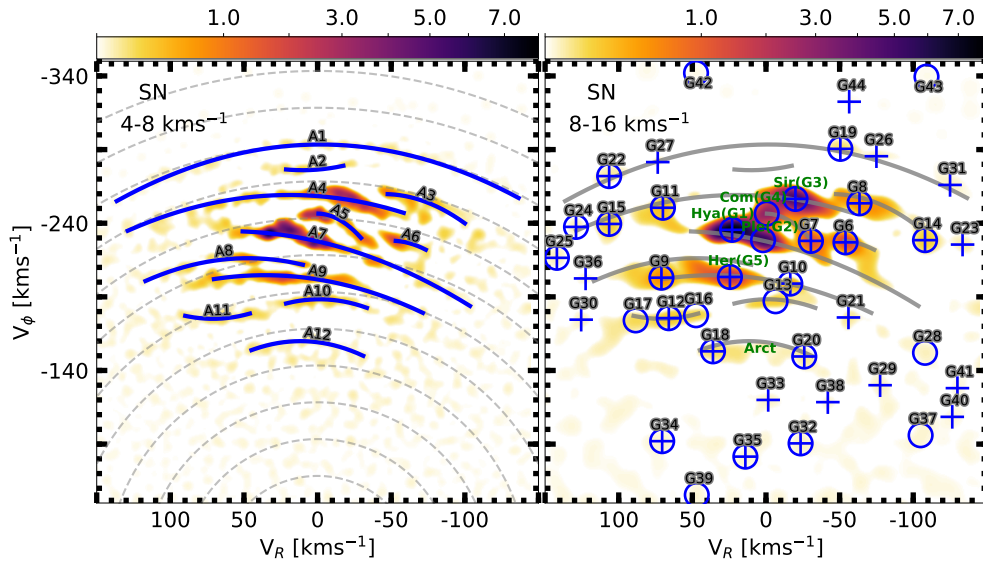 1.0 3.0 5.0 7.0
1.0 3.0 5.0 7.0
SN
4-8 kms⁻¹
A1
A2
A3
A4
A5
A6
A7
A8
A9
A10
A11
A12
-340
-240
-140
V_ϕ [kms⁻¹]
100 50 0 -50 -100
V_R [kms⁻¹]
SN
8-16 kms⁻¹
G42
G43
G44
G19
G26
G27
G22
G31
Sir(G3)
G11
Com(G4)
G8
G24
G15
Hya(G1)
G7
G6
G14
G23
G25
G36
G9
Her(G5)
G10
G13
G30
G17
G12
G16
G21
G18
Arct
G20
G28
G33
G38
G29
G41
G40
G34
G35
G32
G37
G39
100 50 0 -50 -100
V_R [kms⁻¹]